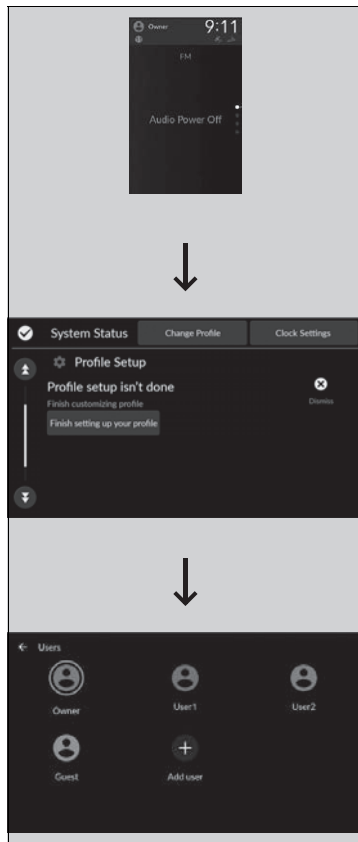 Owner 9:11
FM
Audio Power Off
System Status Change Profile Clock Settings
Profile Setup
Profile setup isn't done
Finish customizing profile
Dismiss
Finish setting up your profile
Users
Owner User1 User2
Guest Add user